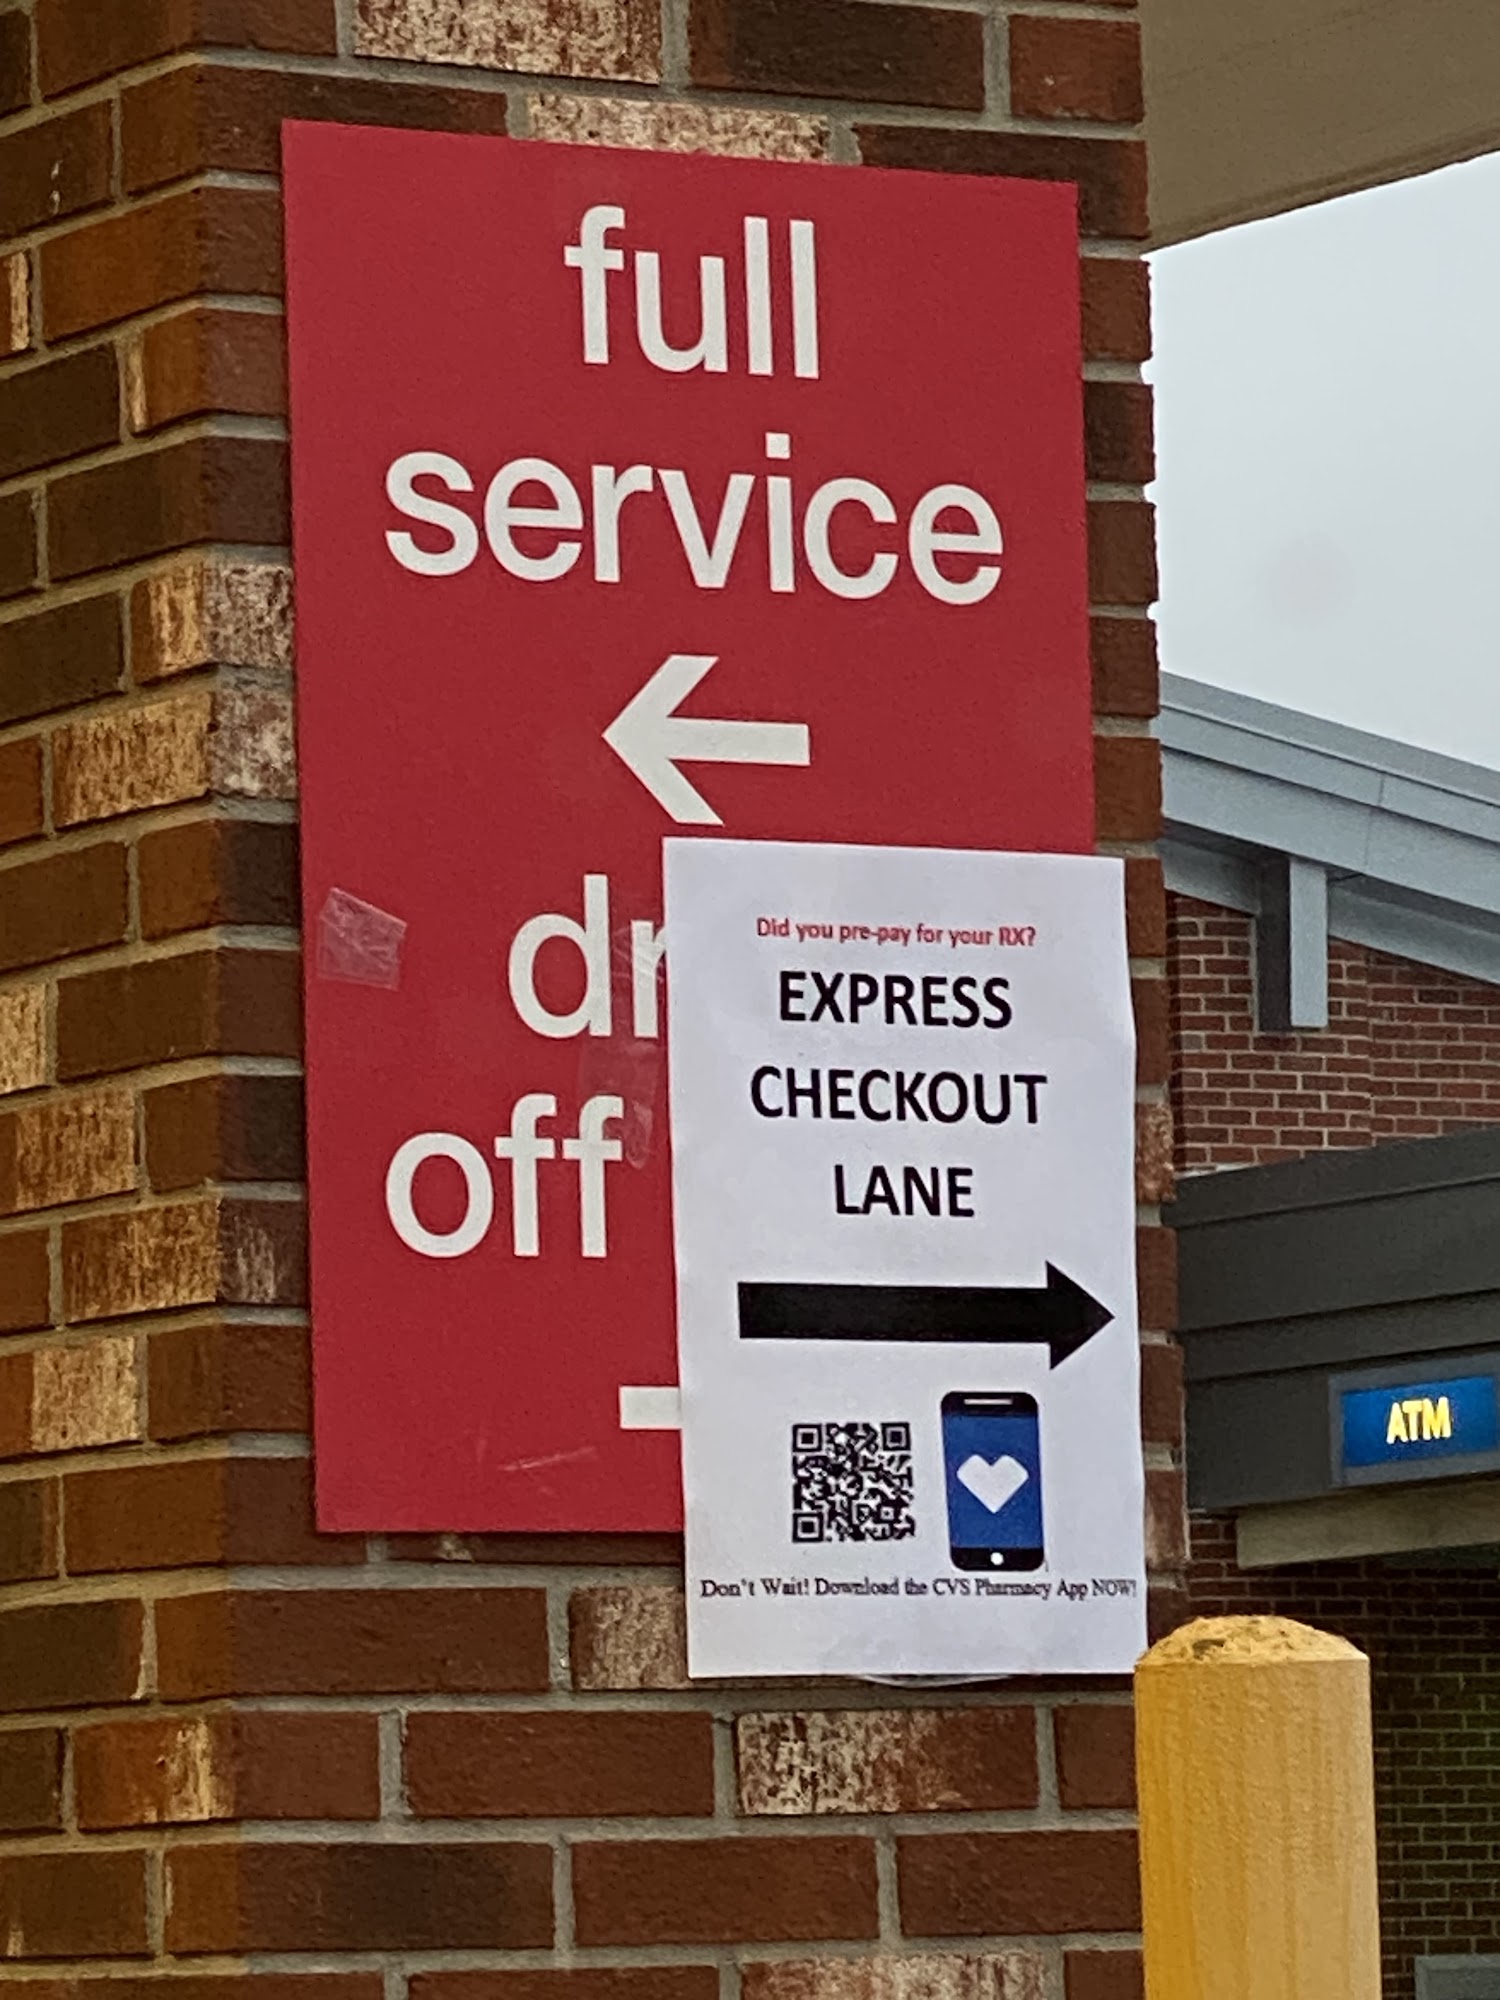 full
service
dr
off
Did you pre-pay for your RX?
EXPRESS
CHECKOUT
LANE
Don't Wait! Download the CVS Pharmacy App NOW!
ATM